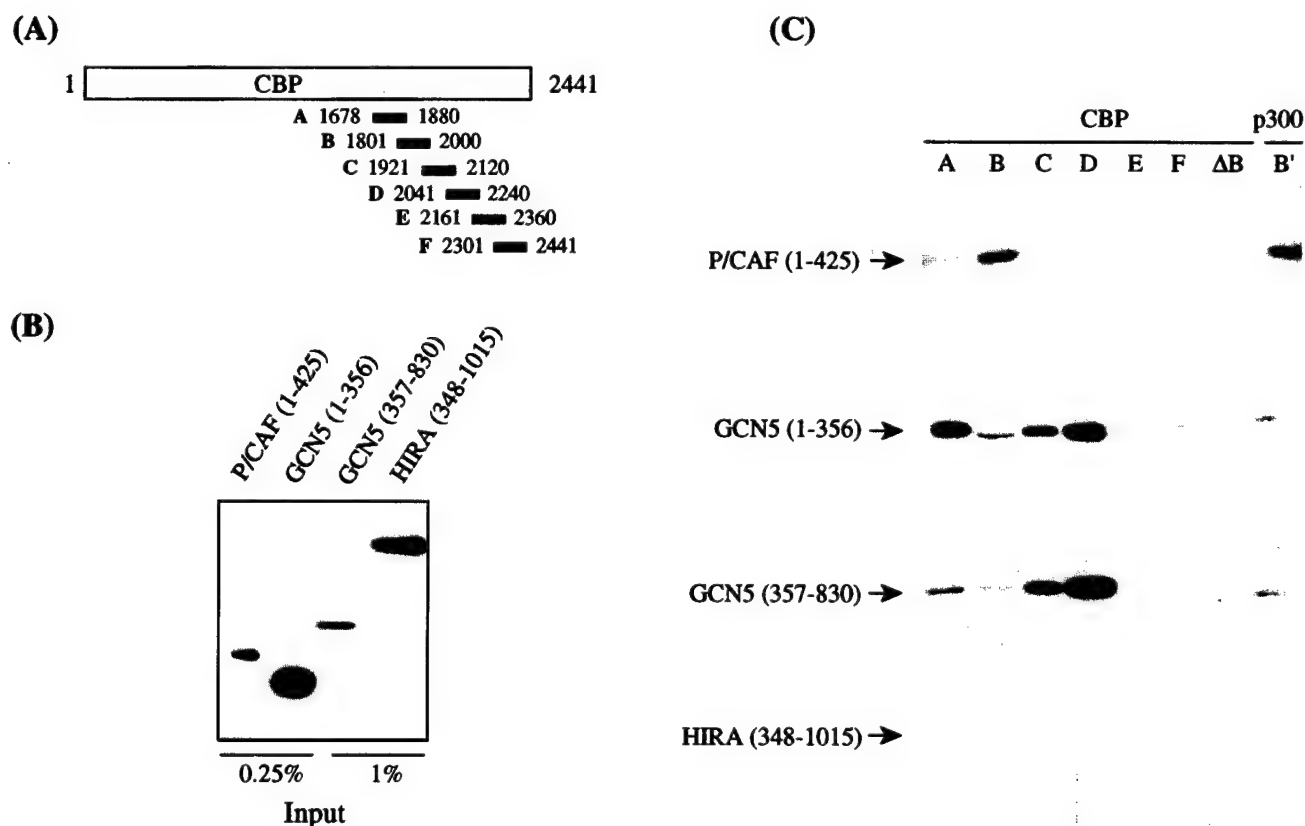 (A)
1 CBP 2441
A 1678 1880
B 1801 2000
C 1921 2120
D 2041 2240
E 2161 2360
F 2301 2441
(B)
P/CAF (1-425)
GCN5 (1-356)
GCN5 (357-830)
HIRA (348-1015)
0.25% 1%
Input
(C)
CBP p300
A B C D E F ΔB B'
P/CAF (1-425)
GCN5 (1-356)
GCN5 (357-830)
HIRA (348-1015)